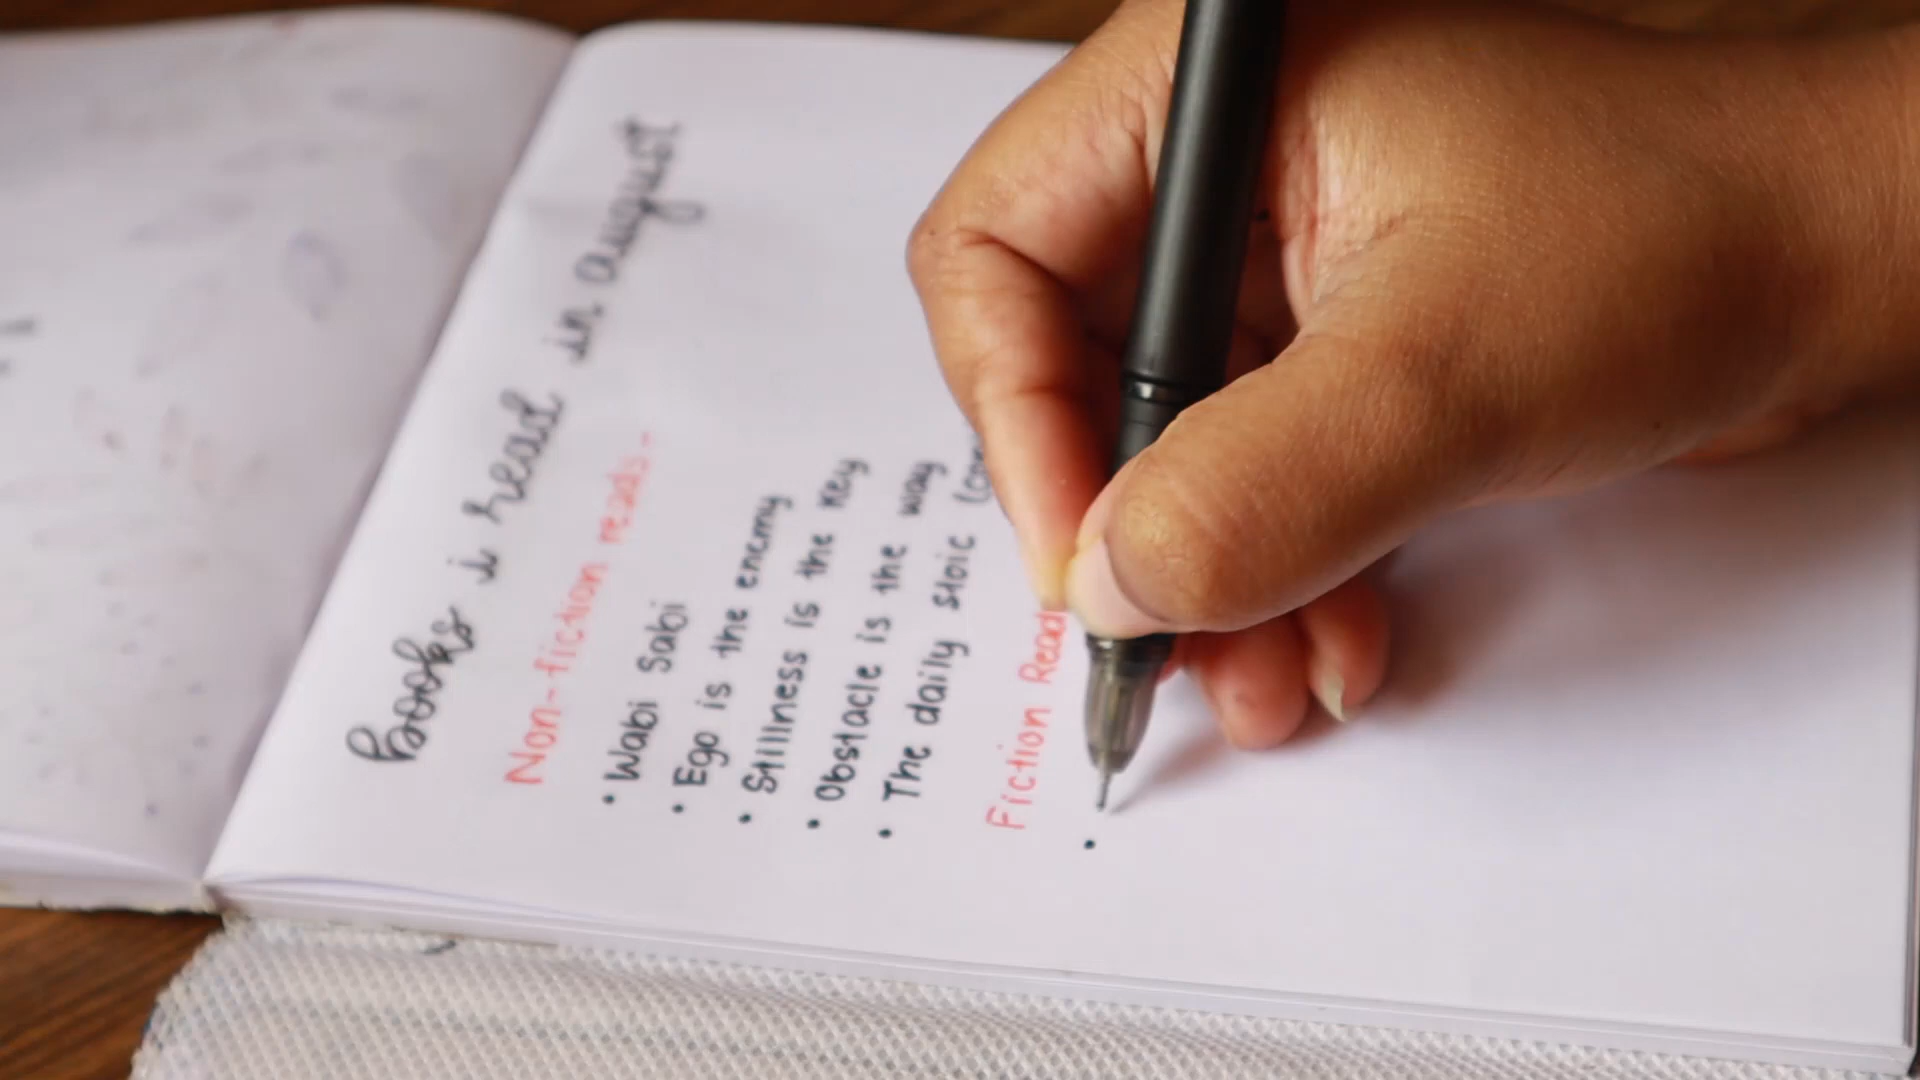 books i read in august
Non-fiction reads-
• Wabi Sabi
• Ego is the enemy
• Stillness is the key
• Obstacle is the way
• The daily stoic
Fiction Read
•